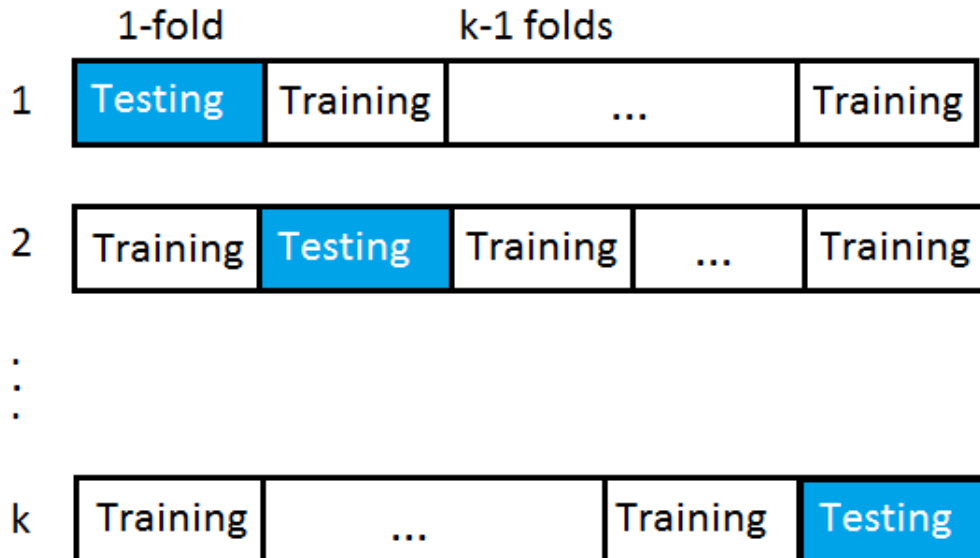 1-fold k-1 folds
1 Testing Training ... Training
2 Training Testing Training ... Training
.
.
.
k Training ... Training Testing